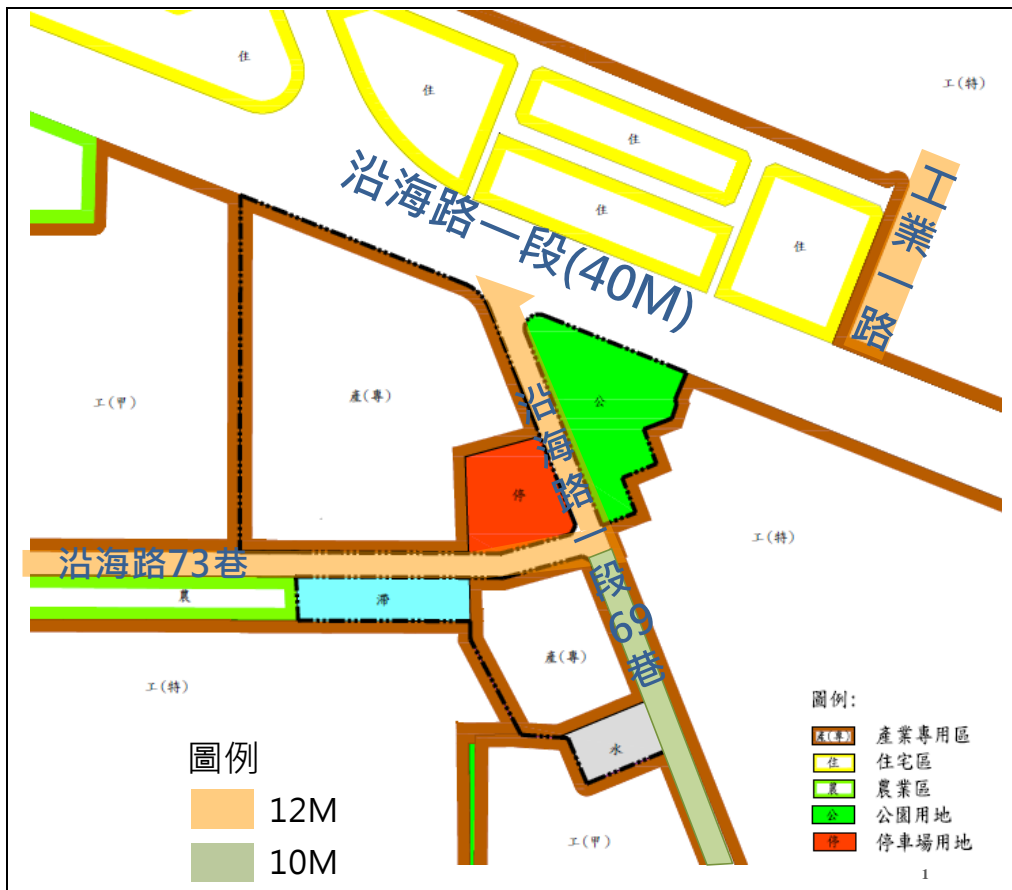 住
住
工(特)
住
住
住
工業一路
沿海路一段(40M)
工(甲)
產(專)
公
沿海路一段69巷
停
工(特)
沿海路73巷
農
滯
產(專)
工(特)
水
工(甲)
圖例
12M
10M
圖例:
產(專) 產業專用區
住 住宅區
農 農業區
公 公園用地
停 停車場用地
1